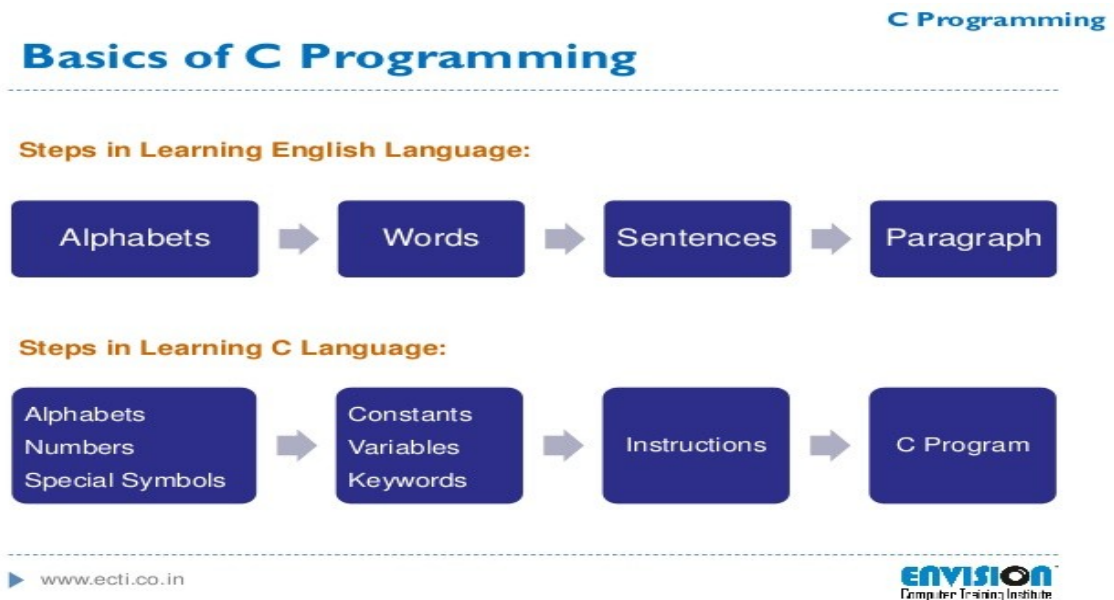 C Programming
Basics of C Programming
Steps in Learning English Language:
Alphabets
Words
Sentences
Paragraph
Steps in Learning C Language:
Alphabets
Numbers
Special Symbols
Constants
Variables
Keywords
Instructions
C Program
www.ecti.co.in
ENVISION
Computer Training Institute